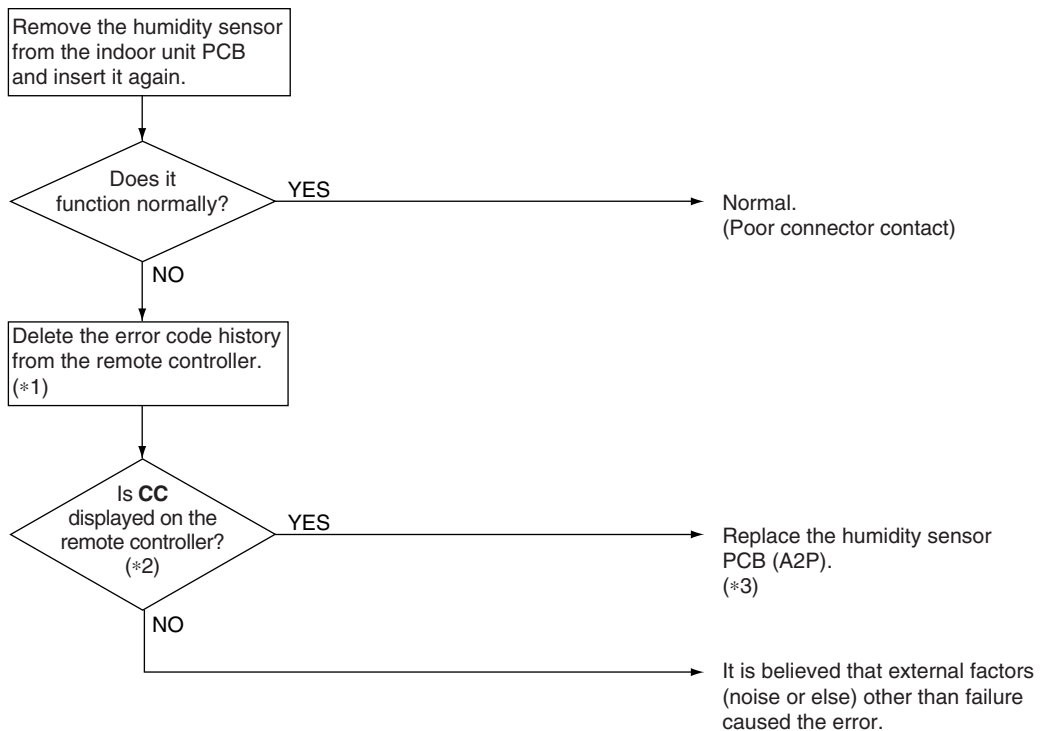 Remove the humidity sensor
from the indoor unit PCB
and insert it again.
Does it
function normally?
YES
Normal.
(Poor connector contact)
NO
Delete the error code history
from the remote controller.
(*1)
Is CC
displayed on the
remote controller?
(*2)
YES
Replace the humidity sensor
PCB (A2P).
(*3)
NO
It is believed that external factors
(noise or else) other than failure
caused the error.